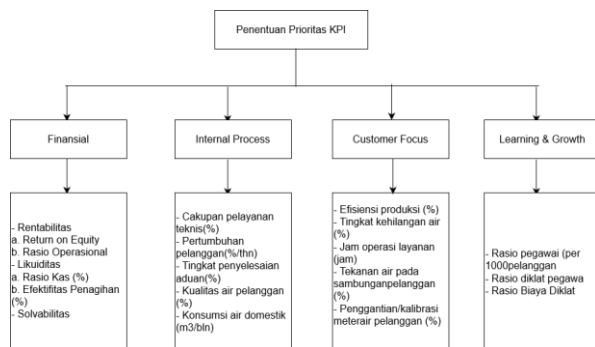 Penentuan Prioritas KPI
Finansial
Internal Process
Customer Focus
Learning & Growth
- Rentabilitas
a. Return on Equity
b. Rasio Operasional
- Likuiditas
a. Rasio Kas (%)
b. Efektifitas Penagihan
(%)
- Solvabilitas
- Cakupan pelayanan
teknis(%)
- Pertumbuhan
pelanggan(%/thn)
- Tingkat penyelesaian
aduan(%)
- Kualitas air pelanggan
(%)
- Konsumsi air domestik
(m3/bln)
- Efisiensi produksi (%)
- Tingkat kehilangan air
(%)
- Jam operasi layanan
(jam)
- Tekanan air pada
sambunganpelanggan
(%)
- Penggantian/kalibrasi
meterair pelanggan (%)
- Rasio pegawai (per
1000pelanggan
- Rasio diklat pegawa
- Rasio Biaya Diklat